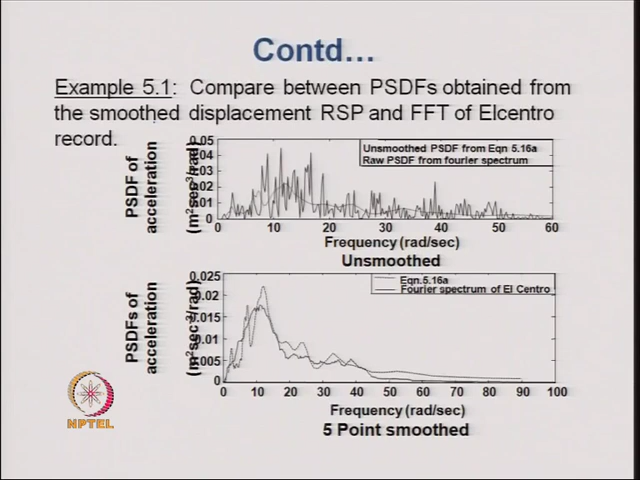 Contd...
Example 5.1: Compare between PSDFs obtained from
the smoothed displacement RSP and FFT of Elcentro
record.
PSDF of
acceleration
(m²sec³/rad)
0.05
0.04
0.03
0.02
0.01
0
Unsmoothed PSDF from Eqn 5.16a
Raw PSDF from fourier spectrum
0 10 20 30 40 50 60
Frequency (rad/sec)
Unsmoothed
PSDFs of
acceleration
(m²sec³/rad)
0.025
0.02
0.015
0.01
0.005
0
Eqn.5.16a
Fourier spectrum of El Centro
0 10 20 30 40 50 60 70 80 90 100
Frequency (rad/sec)
5 Point smoothed
NPTEL